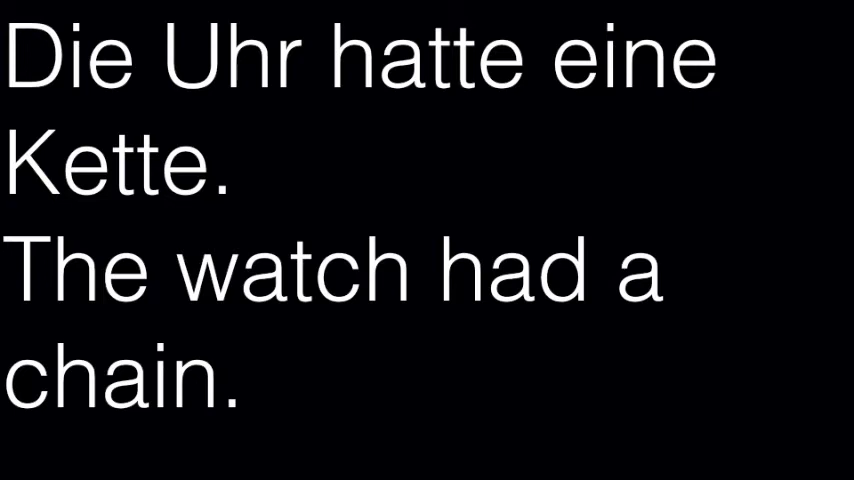 Die Uhr hatte eine
Kette.
The watch had a
chain.